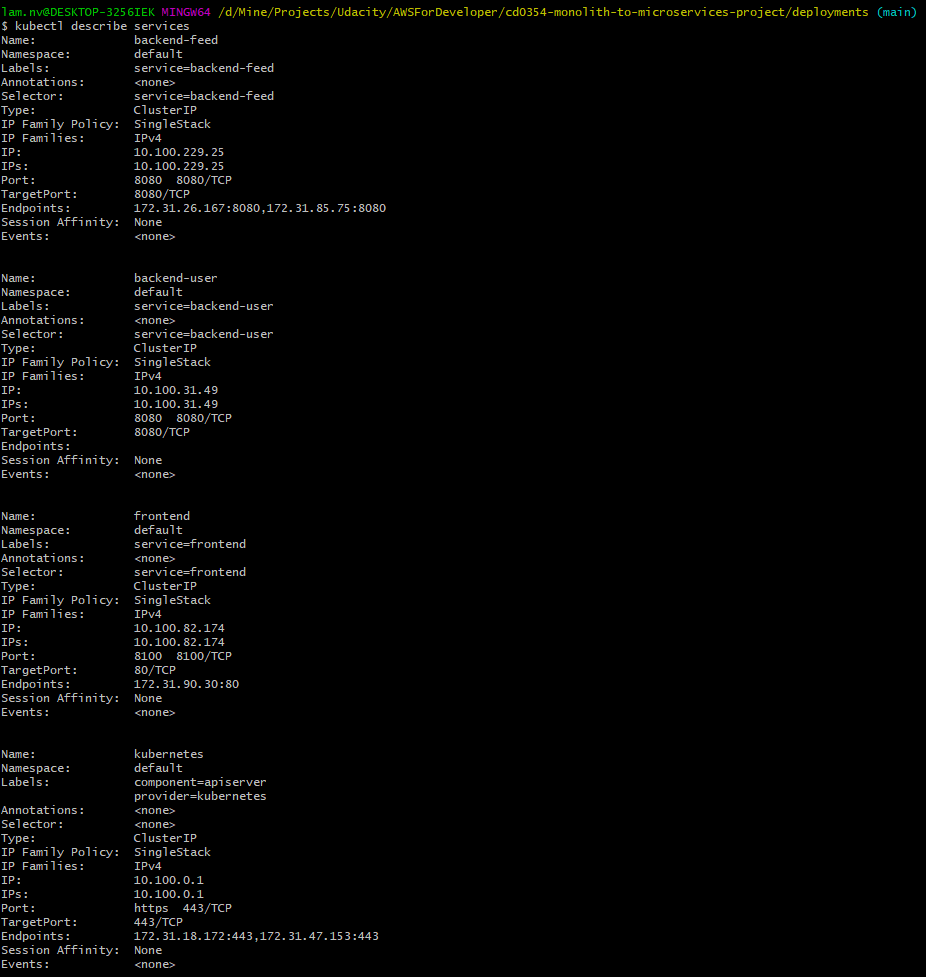 lam.nv@DESKTOP-3256IEK MINGW64 /d/Mine/Projects/Udacity/AWSForDeveloper/cd0354-monolith-to-microservices-project/deployments (main)
$ kubectl describe services
Name:              backend-feed
Namespace:         default
Labels:            service=backend-feed
Annotations:       <none>
Selector:          service=backend-feed
Type:              ClusterIP
IP Family Policy:  SingleStack
IP Families:       IPv4
IP:                10.100.229.25
IPs:               10.100.229.25
Port:              8080  8080/TCP
TargetPort:        8080/TCP
Endpoints:         172.31.26.167:8080,172.31.85.75:8080
Session Affinity:  None
Events:            <none>
Name:              backend-user
Namespace:         default
Labels:            service=backend-user
Annotations:       <none>
Selector:          service=backend-user
Type:              ClusterIP
IP Family Policy:  SingleStack
IP Families:       IPv4
IP:                10.100.31.49
IPs:               10.100.31.49
Port:              8080  8080/TCP
TargetPort:        8080/TCP
Endpoints:
Session Affinity:  None
Events:            <none>
Name:              frontend
Namespace:         default
Labels:            service=frontend
Annotations:       <none>
Selector:          service=frontend
Type:              ClusterIP
IP Family Policy:  SingleStack
IP Families:       IPv4
IP:                10.100.82.174
IPs:               10.100.82.174
Port:              8100  8100/TCP
TargetPort:        80/TCP
Endpoints:         172.31.90.30:80
Session Affinity:  None
Events:            <none>
Name:              kubernetes
Namespace:         default
Labels:            component=apiserver
                   provider=kubernetes
Annotations:       <none>
Selector:          <none>
Type:              ClusterIP
IP Family Policy:  SingleStack
IP Families:       IPv4
IP:                10.100.0.1
IPs:               10.100.0.1
Port:              https  443/TCP
TargetPort:        443/TCP
Endpoints:         172.31.18.172:443,172.31.47.153:443
Session Affinity:  None
Events:            <none>